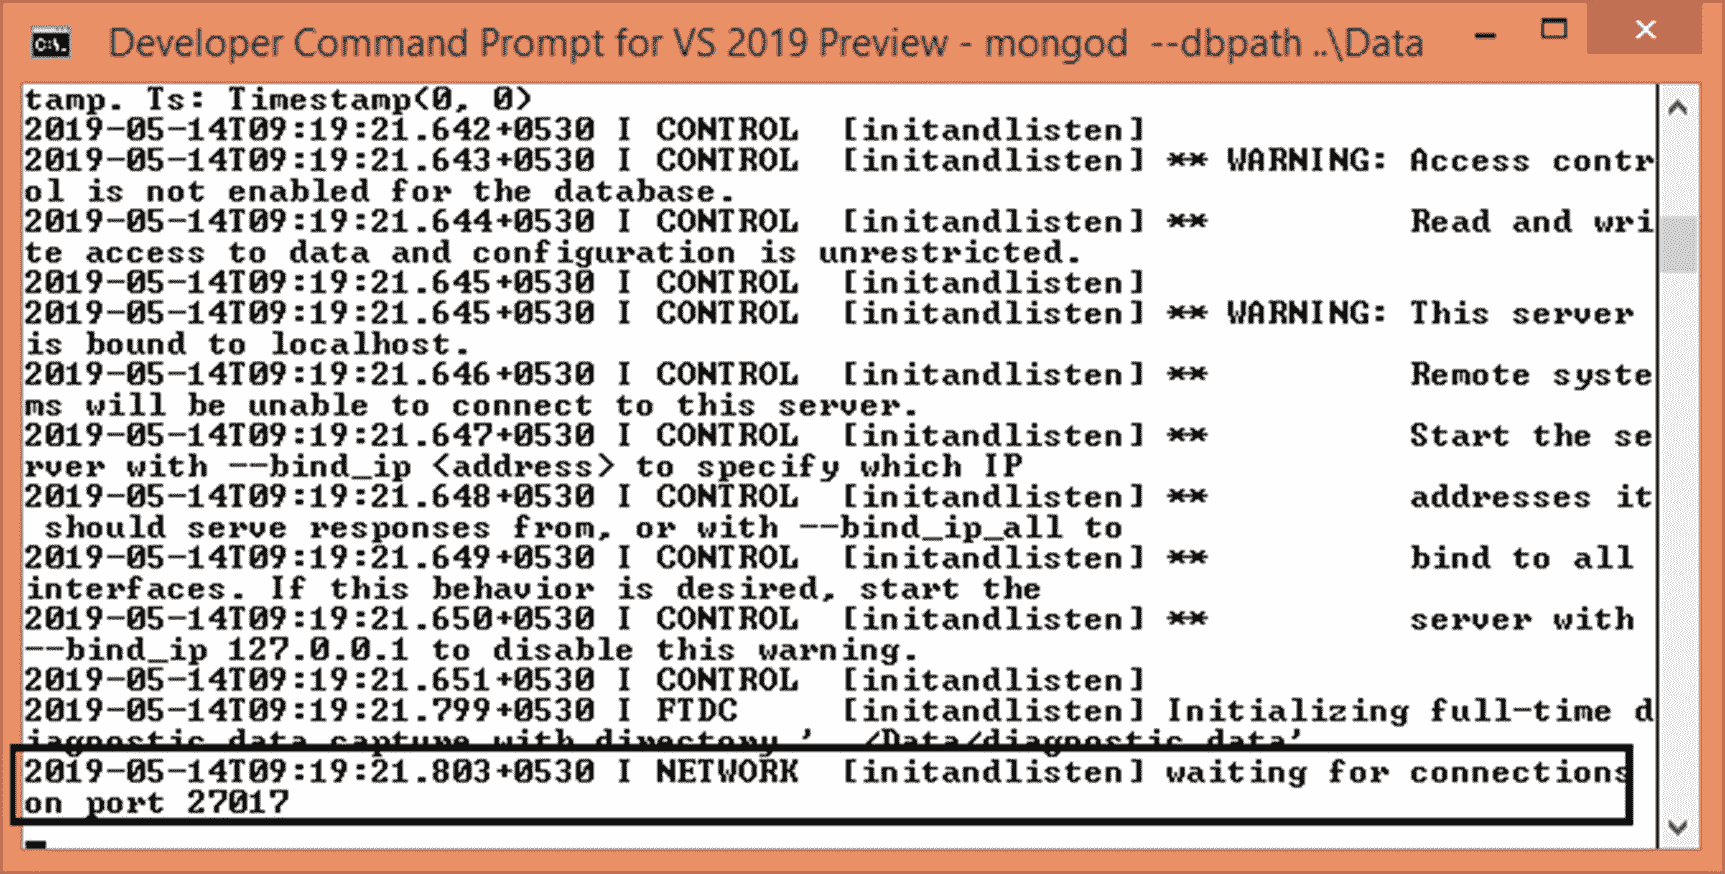 C:\.
Developer Command Prompt for VS 2019 Preview - mongod  --dbpath ..\Data
tamp. Ts: Timestamp(0, 0)
2019-05-14T09:19:21.642+0530 I CONTROL  [initandlisten]
2019-05-14T09:19:21.643+0530 I CONTROL  [initandlisten] ** WARNING: Access contr
ol is not enabled for the database.
2019-05-14T09:19:21.644+0530 I CONTROL  [initandlisten] **          Read and wri
te access to data and configuration is unrestricted.
2019-05-14T09:19:21.645+0530 I CONTROL  [initandlisten]
2019-05-14T09:19:21.645+0530 I CONTROL  [initandlisten] ** WARNING: This server
is bound to localhost.
2019-05-14T09:19:21.646+0530 I CONTROL  [initandlisten] **          Remote syste
ms will be unable to connect to this server.
2019-05-14T09:19:21.647+0530 I CONTROL  [initandlisten] **          Start the se
rver with --bind_ip <address> to specify which IP
2019-05-14T09:19:21.648+0530 I CONTROL  [initandlisten] **          addresses it
 should serve responses from, or with --bind_ip_all to
2019-05-14T09:19:21.649+0530 I CONTROL  [initandlisten] **          bind to all
interfaces. If this behavior is desired, start the
2019-05-14T09:19:21.650+0530 I CONTROL  [initandlisten] **          server with
--bind_ip 127.0.0.1 to disable this warning.
2019-05-14T09:19:21.651+0530 I CONTROL  [initandlisten]
2019-05-14T09:19:21.799+0530 I FTDC     [initandlisten] Initializing full-time d
iagnostic data capture with directory '../Data/diagnostic.data'
2019-05-14T09:19:21.803+0530 I NETWORK  [initandlisten] waiting for connections
on port 27017